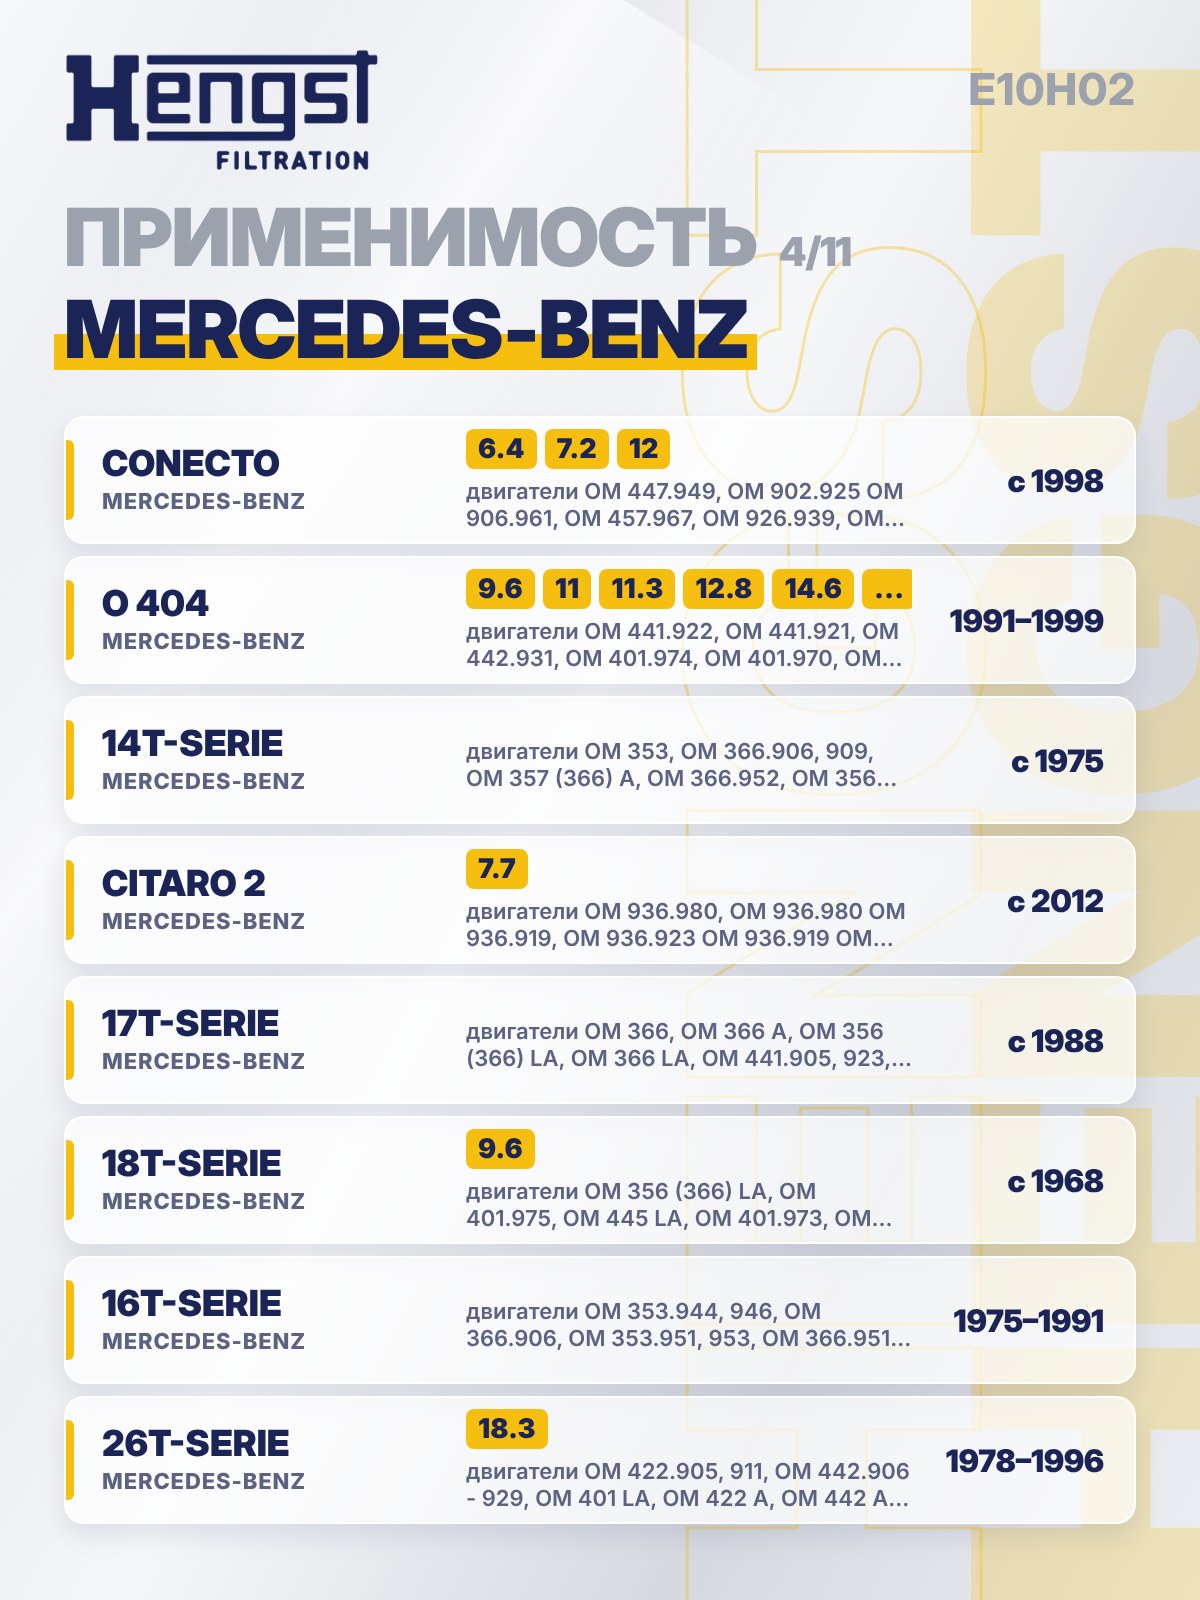 Hengst
FILTRATION
E10H02
ПРИМЕНИМОСТЬ 4/11
MERCEDES-BENZ
CONECTO
MERCEDES-BENZ
6.4 7.2 12
двигатели OM 447.949, OM 902.925 OM
906.961, OM 457.967, OM 926.939, OM...
с 1998
O 404
MERCEDES-BENZ
9.6 11 11.3 12.8 14.6 ...
двигатели OM 441.922, OM 441.921, OM
442.931, OM 401.974, OM 401.970, OM...
1991–1999
14T-SERIE
MERCEDES-BENZ
двигатели OM 353, OM 366.906, 909,
OM 357 (366) A, OM 366.952, OM 356...
с 1975
CITARO 2
MERCEDES-BENZ
7.7
двигатели OM 936.980, OM 936.980 OM
936.919, OM 936.923 OM 936.919 OM...
с 2012
17T-SERIE
MERCEDES-BENZ
двигатели OM 366, OM 366 A, OM 356
(366) LA, OM 366 LA, OM 441.905, 923,...
с 1988
18T-SERIE
MERCEDES-BENZ
9.6
двигатели OM 356 (366) LA, OM
401.975, OM 445 LA, OM 401.973, OM...
с 1968
16T-SERIE
MERCEDES-BENZ
двигатели OM 353.944, 946, OM
366.906, OM 353.951, 953, OM 366.951...
1975–1991
26T-SERIE
MERCEDES-BENZ
18.3
двигатели OM 422.905, 911, OM 442.906
- 929, OM 401 LA, OM 422 A, OM 442 A...
1978–1996
HENGST